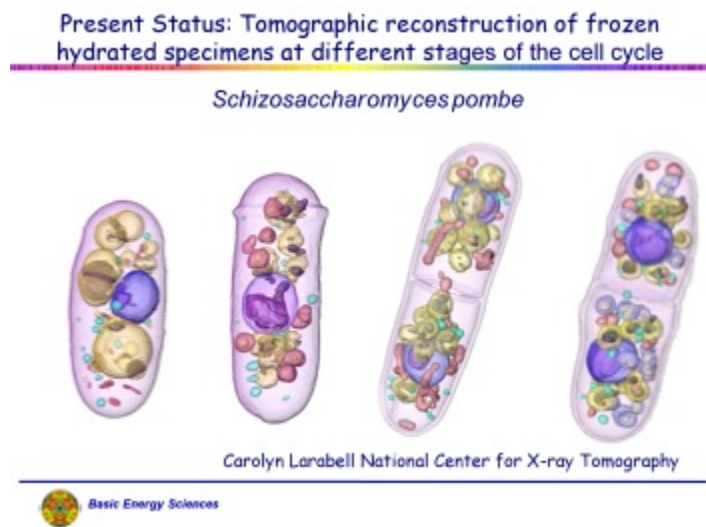 Present Status: Tomographic reconstruction of frozen
hydrated specimens at different stages of the cell cycle
Schizosaccharomyces pombe
Carolyn Larabell National Center for X-ray Tomography
Basic Energy Sciences